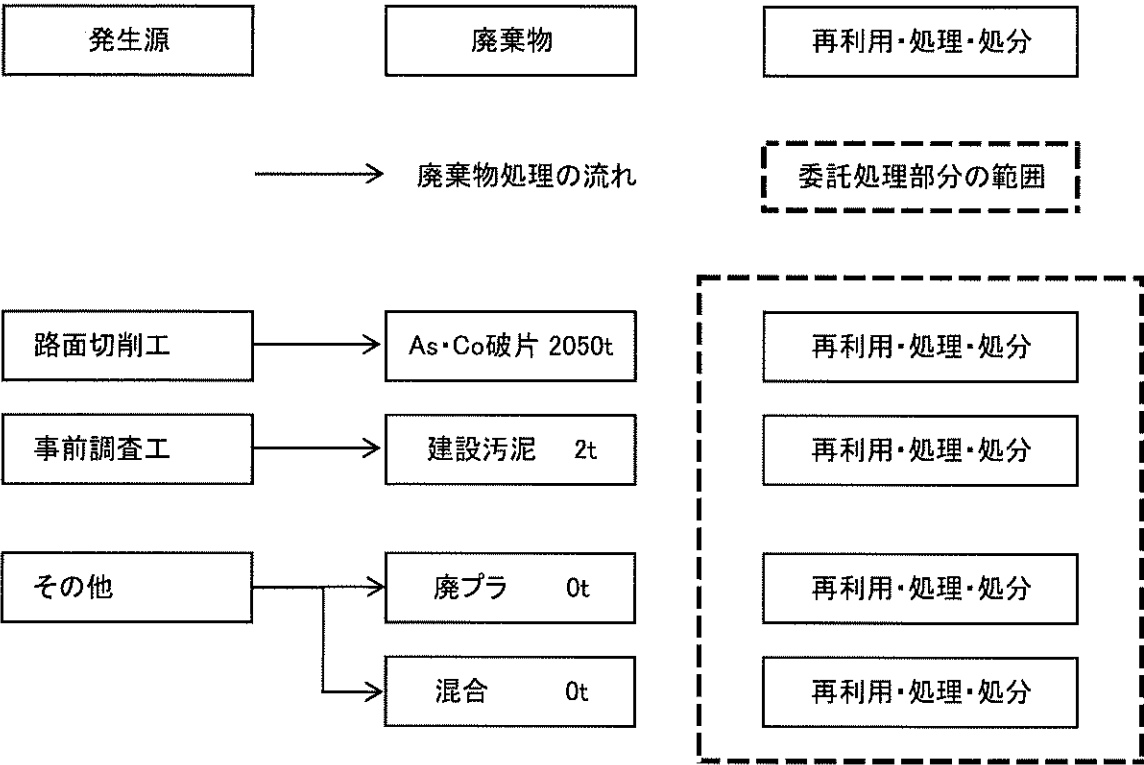 発生源 廃棄物 再利用・処理・処分
廃棄物処理の流れ 委託処理部分の範囲
路面切削工 As・Co破片 2050t 再利用・処理・処分
事前調査工 建設汚泥 2t 再利用・処理・処分
その他 廃プラ 0t 再利用・処理・処分
混合 0t 再利用・処理・処分